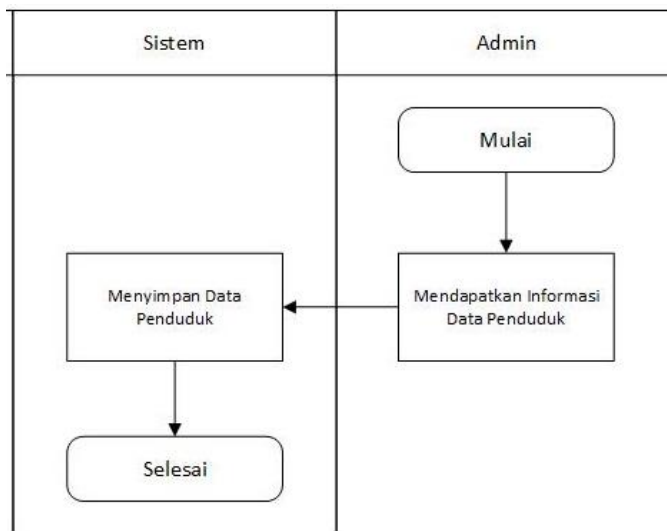 Sistem
Admin
Mulai
Menyimpan Data
Penduduk
Mendapatkan Informasi
Data Penduduk
Selesai